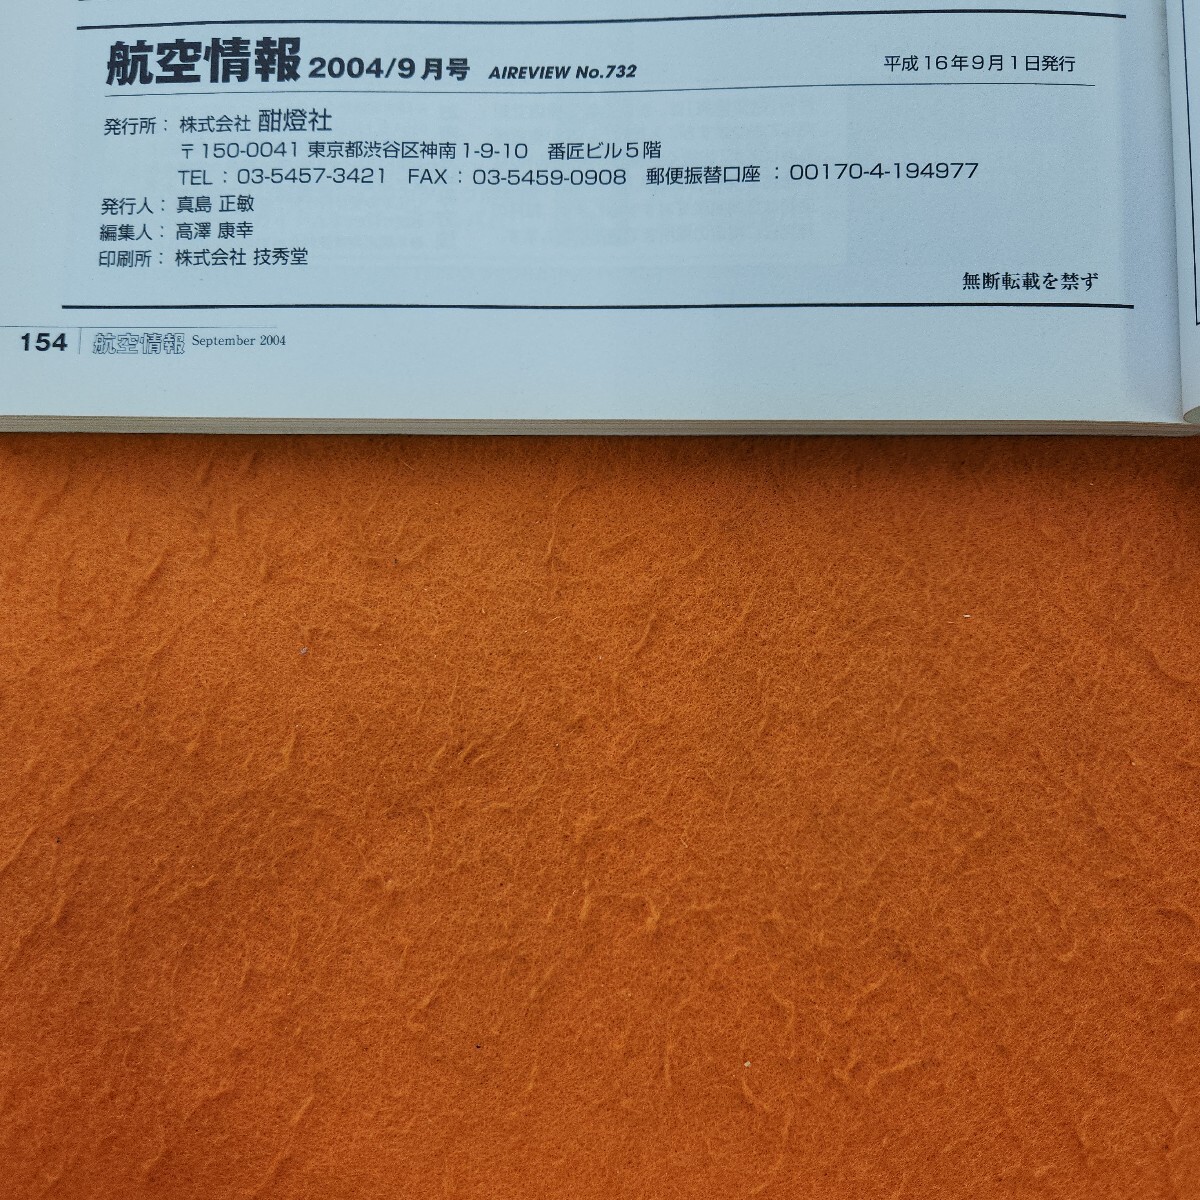 航空情報 2004/9月号 AIREVIEW No.732 平成16年9月1日発行
発行所：株式会社 酣燈社
〒150-0041 東京都渋谷区神南1-9-10 番匠ビル5階
TEL：03-5457-3421 FAX：03-5459-0908 郵便振替口座：00170-4-194977
発行人：真島 正敏
編集人：高澤 康幸
印刷所：株式会社 技秀堂
無断転載を禁ず
154 航空情報 September 2004